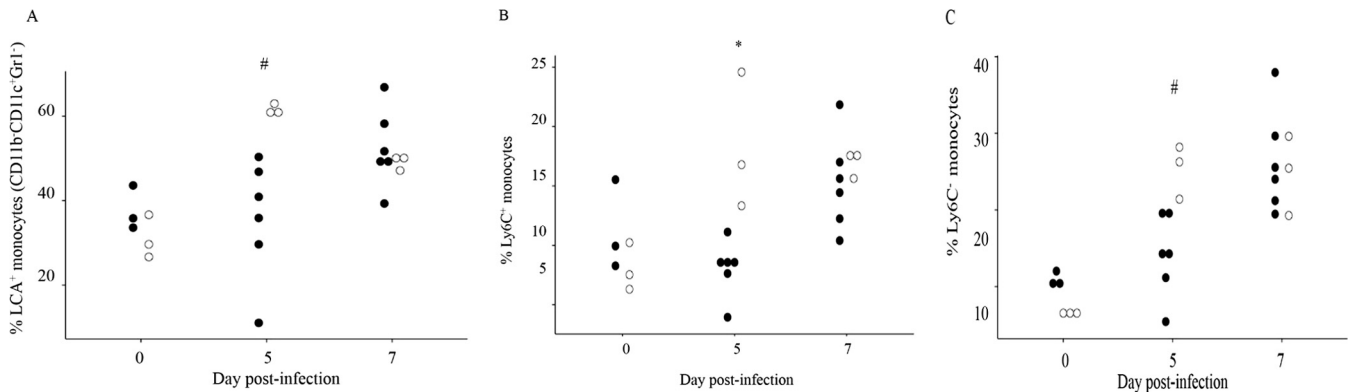 A
% LCA+ monocytes (CD11b-CD11c+Gr1-)
60
40
20
#
0
5
7
Day post-infection
B
% Ly6C+ monocytes
25
20
15
10
5
*
0
5
7
Day post-infection
C
% Ly6C- monocytes
40
30
20
10
#
0
5
7
Day post-infection